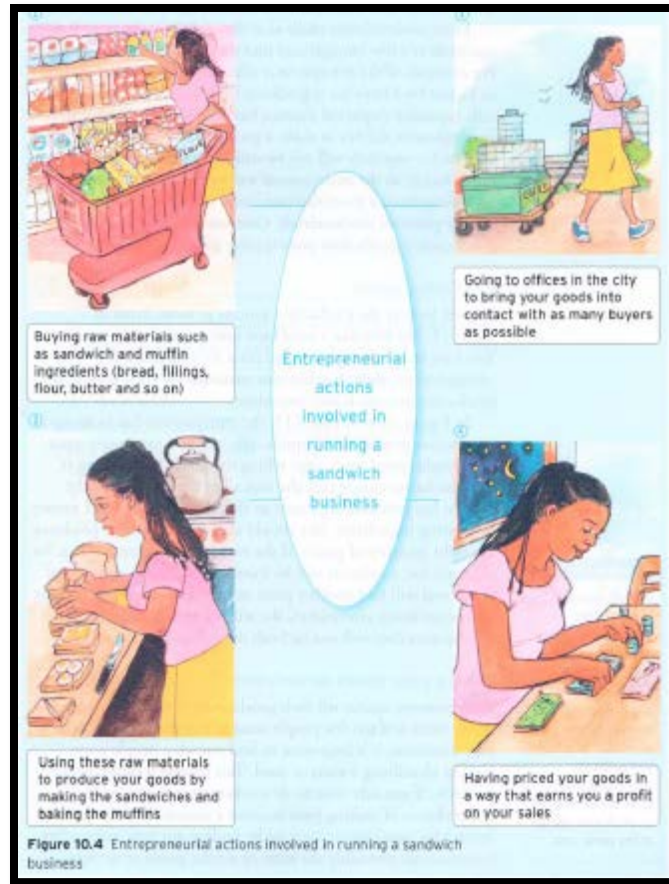 ①
Buying raw materials such
as sandwich and muffin
ingredients (bread, fillings,
flour, butter and so on)
②
Using these raw materials
to produce your goods by
making the sandwiches and
baking the muffins
Entrepreneurial
actions
involved in
running a
sandwich
business
③
Going to offices in the city
to bring your goods into
contact with as many buyers
as possible
④
Having priced your goods in
a way that earns you a profit
on your sales
Figure 10.4 Entrepreneurial actions involved in running a sandwich
business